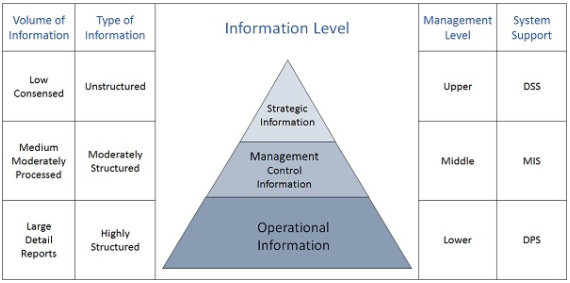 Volume of
Information
Type of
Information
Information Level
Management
Level
System
Support
Low
Consensed
Unstructured
Strategic
Information
Upper
DSS
Medium
Moderately
Processed
Moderately
Structured
Management
Control
Information
Middle
MIS
Large
Detail
Reports
Highly
Structured
Operational
Information
Lower
DPS